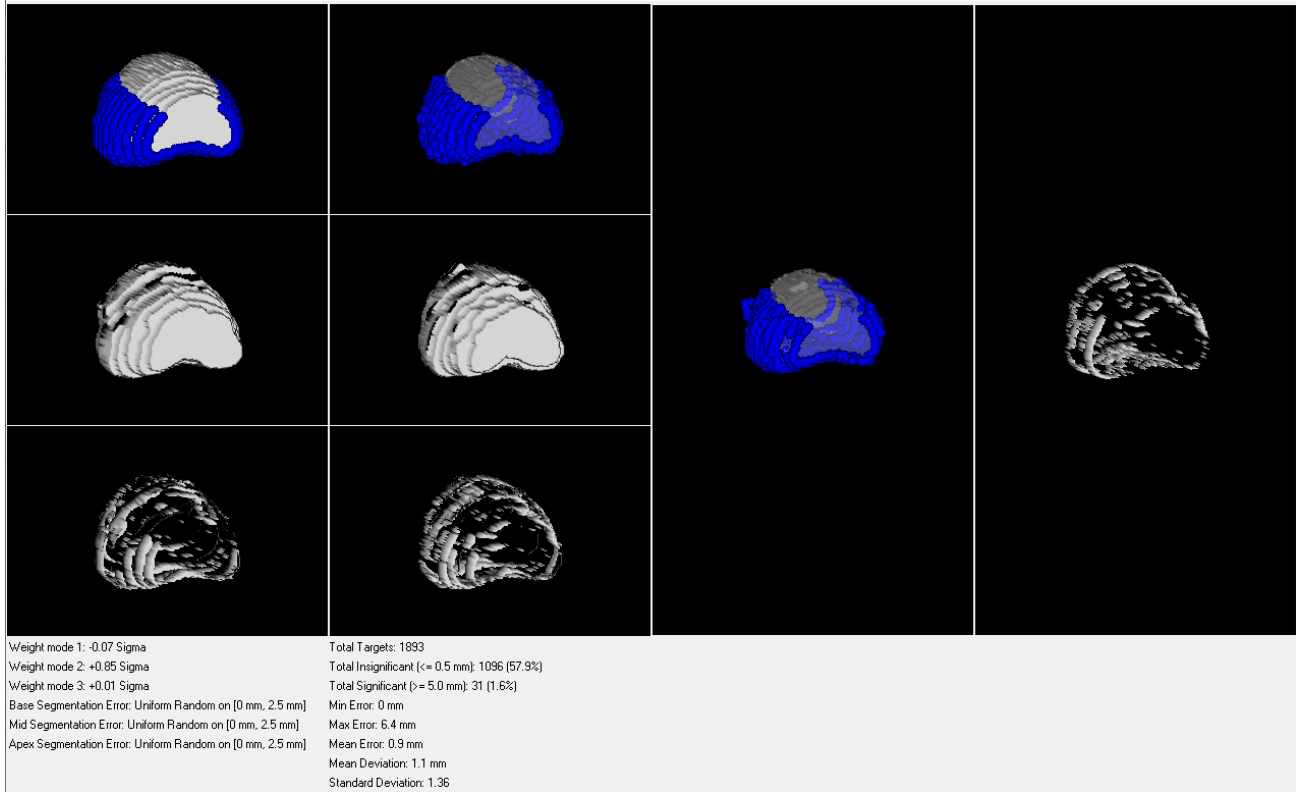 Weight mode 1: -0.07 Sigma
Weight mode 2: +0.85 Sigma
Weight mode 3: +0.01 Sigma
Base Segmentation Error: Uniform Random on [0 mm, 2.5 mm]
Mid Segmentation Error: Uniform Random on [0 mm, 2.5 mm]
Apex Segmentation Error: Uniform Random on [0 mm, 2.5 mm]
Total Targets: 1893
Total Insignificant (<= 0.5 mm): 1096 (57.9%)
Total Significant (>= 5.0 mm): 31 (1.6%)
Min Error: 0 mm
Max Error: 6.4 mm
Mean Error: 0.9 mm
Mean Deviation: 1.1 mm
Standard Deviation: 1.36